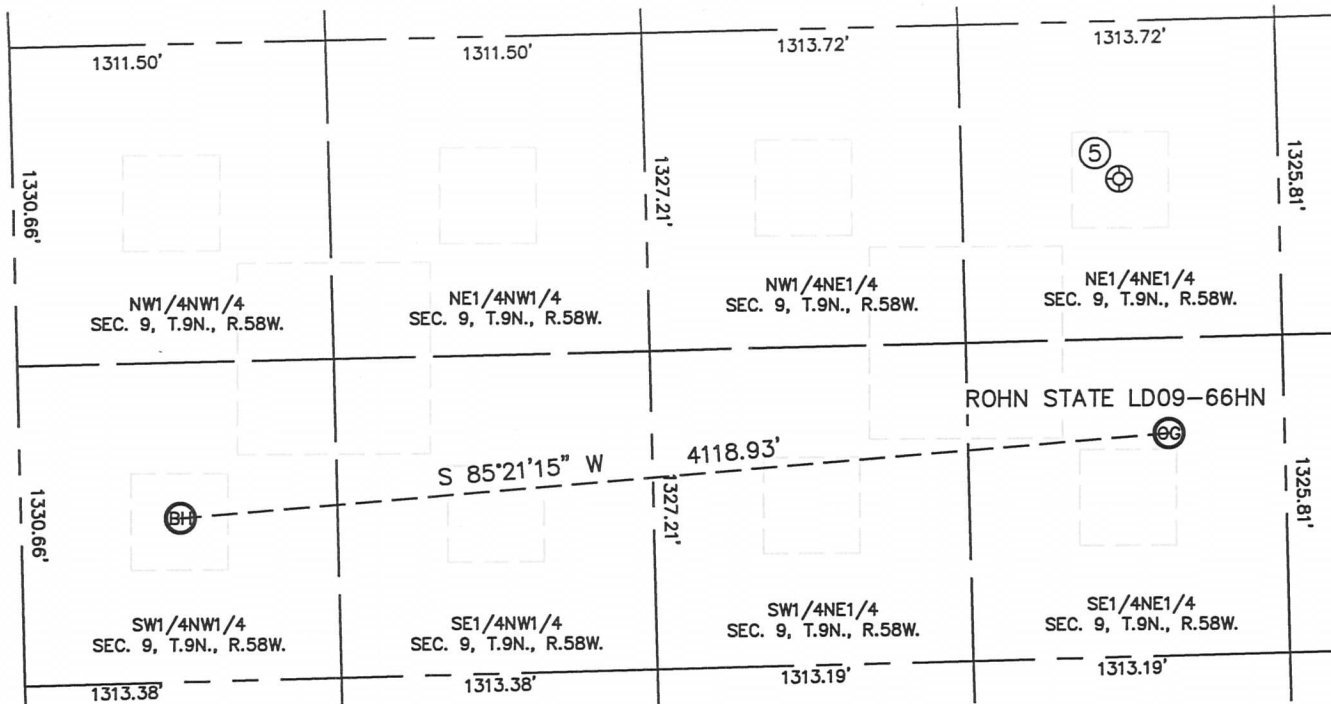 1311.50'
1311.50'
1313.72'
1313.72'
5
1330.66'
1327.21'
1325.81'
NW1/4NW1/4
SEC. 9, T.9N., R.58W.
NE1/4NW1/4
SEC. 9, T.9N., R.58W.
NW1/4NE1/4
SEC. 9, T.9N., R.58W.
NE1/4NE1/4
SEC. 9, T.9N., R.58W.
ROHN STATE LD09-66HN
OG
S 85°21'15" W
4118.93'
BH
1330.66'
1327.21'
1325.81'
SW1/4NW1/4
SEC. 9, T.9N., R.58W.
SE1/4NW1/4
SEC. 9, T.9N., R.58W.
SW1/4NE1/4
SEC. 9, T.9N., R.58W.
SE1/4NE1/4
SEC. 9, T.9N., R.58W.
1313.38'
1313.38'
1313.19'
1313.19'